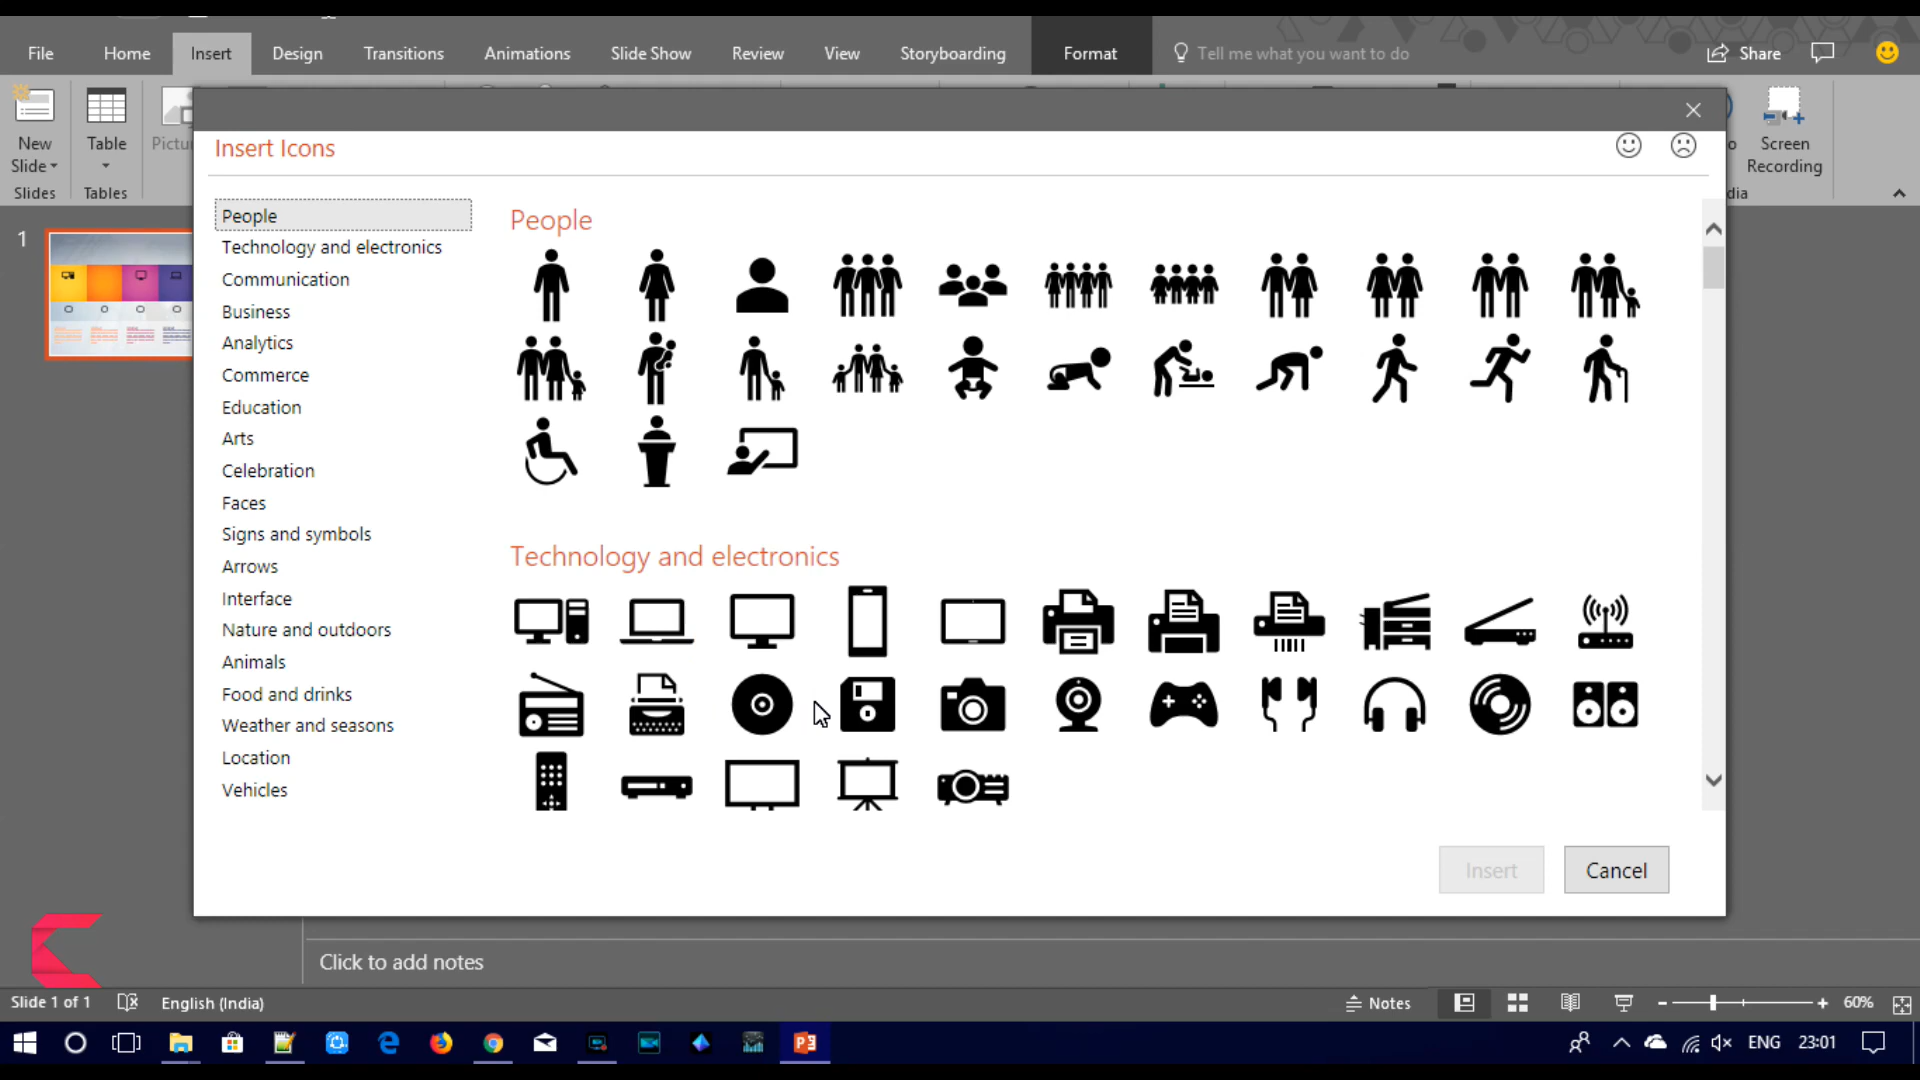 File Home Insert Design Transitions Animations Slide Show Review View Storyboarding Format Tell me what you want to do Share
New Slide
Table
Screen Recording
Slides Tables
Insert Icons
1
People
Technology and electronics
Communication
Business
Analytics
Commerce
Education
Arts
Celebration
Faces
Signs and symbols
Arrows
Interface
Nature and outdoors
Animals
Food and drinks
Weather and seasons
Location
Vehicles
People
Technology and electronics
Insert Cancel
Click to add notes
Slide 1 of 1 English (India) Notes 60%
ENG 23:01